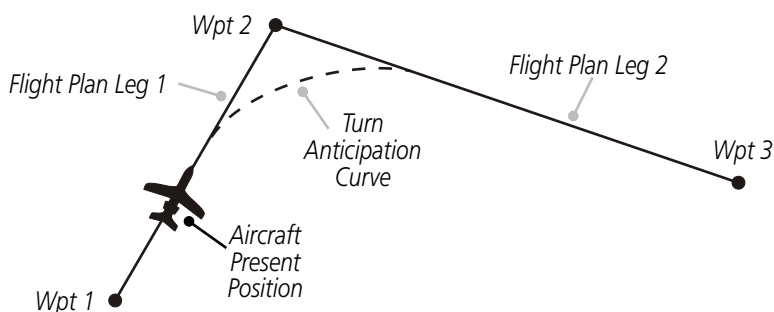 Wpt 2
Flight Plan Leg 1
Flight Plan Leg 2
Turn
Anticipation
Curve
Wpt 3
Aircraft
Present
Position
Wpt 1